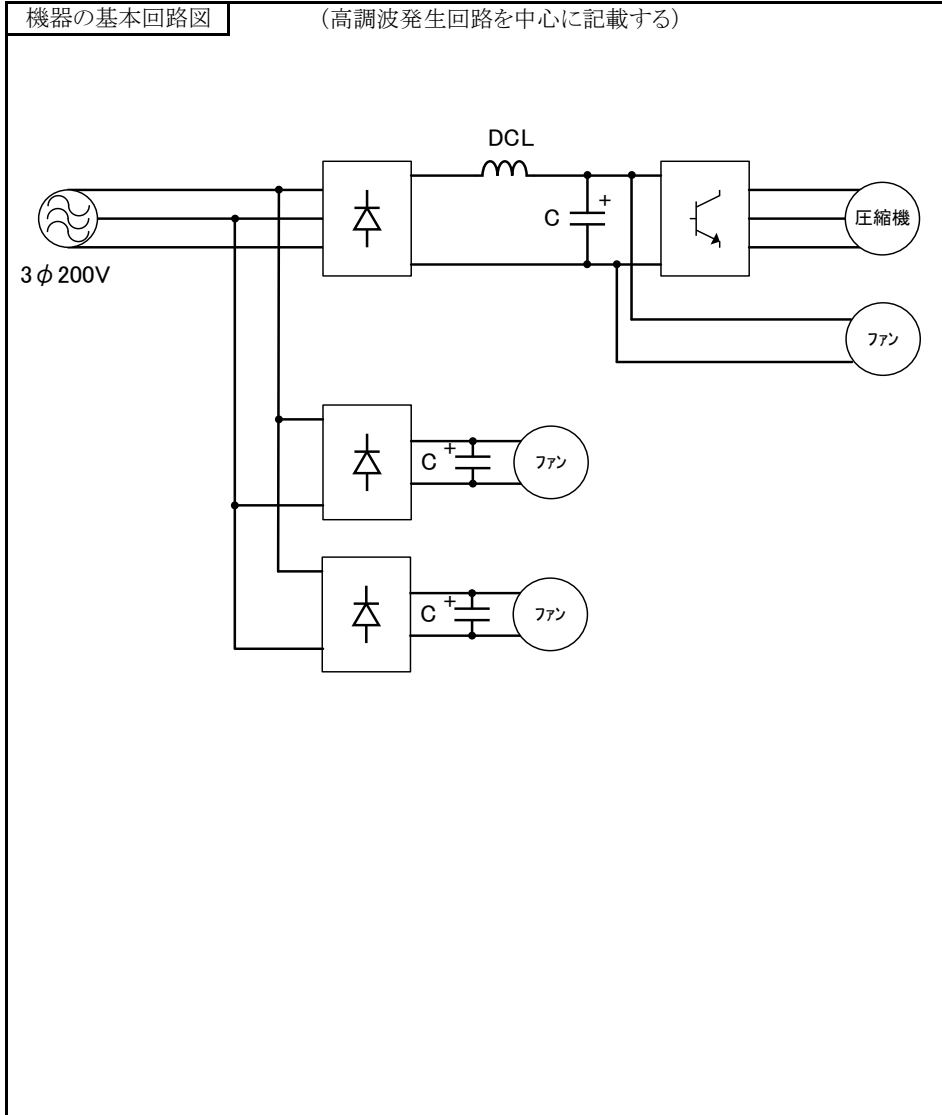 機器の基本回路図 (高調波発生回路を中心に記載する)
DCL
C +
圧縮機
3φ200V
ファン
C +
ファン
C +
ファン